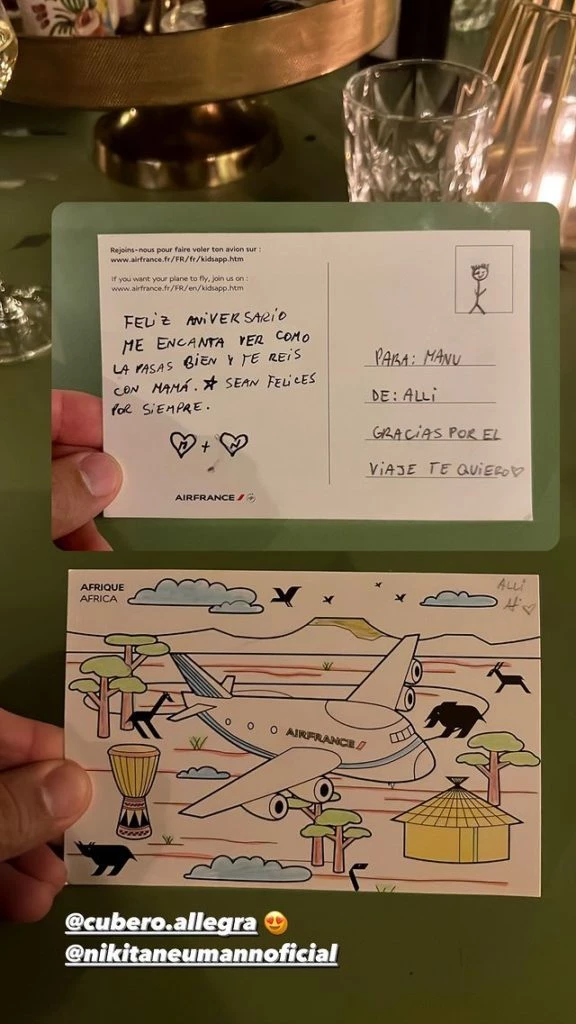 Rejoins-nous pour faire voler ton avion sur :
www.airfrance.fr/FR/fr/kidsapp.htm
If you want your plane to fly, join us on :
www.airfrance.fr/FR/en/kidsapp.htm
FELIZ ANIVERSARIO
ME ENCANTA VER COMO
LA PASAS BIEN Y TE REIS
CON MAMÁ. ★ SEAN FELICES
POR SIEMPRE.
M + N
AIRFRANCE
PARA: MANU
DE: ALLI
GRACIAS POR EL
VIAJE TE QUIERO♡
AFRIQUE
AFRICA
ALLI
AIRFRANCE
@cubero.allegra 😍
@nikitaneumannoficial